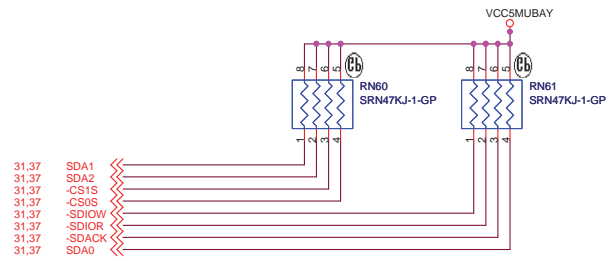 VCC5MUBAY
8 7 6 5
Pb
RN60
SRN47KJ-1-GP
1 2 3 4
8 7 6 5
Pb
RN61
SRN47KJ-1-GP
1 2 3 4
31,37 SDA1
31,37 SDA2
31,37 -CS1S
31,37 -CS0S
31,37 -SDIOW
31,37 -SDIOR
31,37 -SDACK
31,37 SDA0